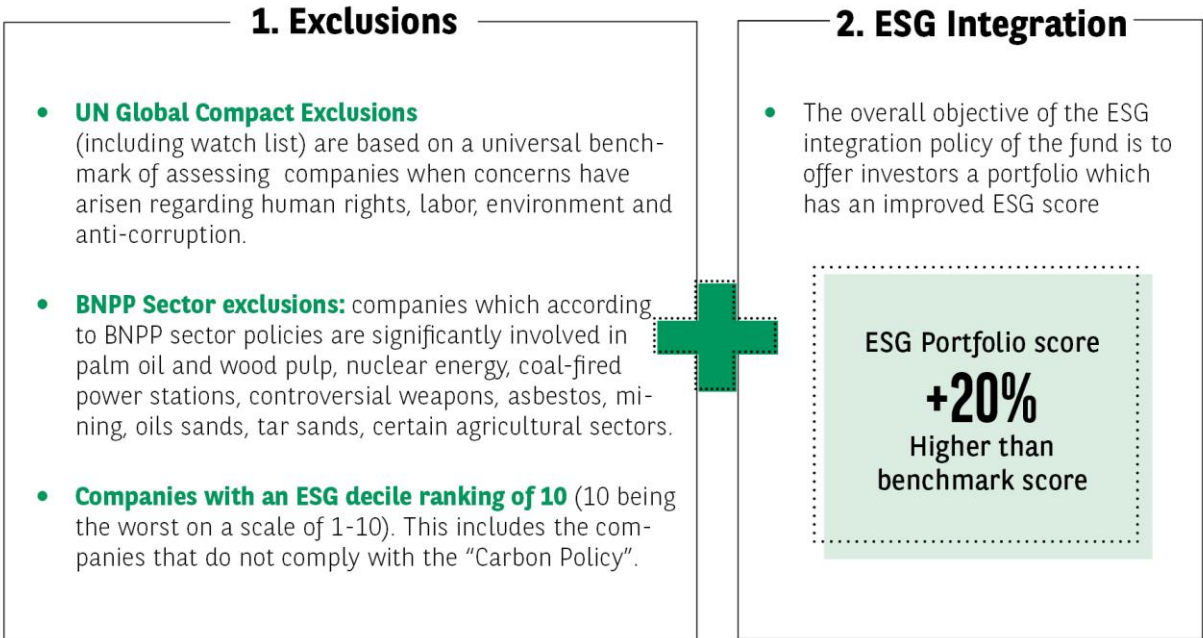 1. Exclusions
• UN Global Compact Exclusions
(including watch list) are based on a universal bench-
mark of assessing companies when concerns have
arisen regarding human rights, labor, environment and
anti-corruption.
• BNPP Sector exclusions: companies which according
to BNPP sector policies are significantly involved in
palm oil and wood pulp, nuclear energy, coal-fired
power stations, controversial weapons, asbestos, mi-
ning, oils sands, tar sands, certain agricultural sectors.
• Companies with an ESG decile ranking of 10 (10 being
the worst on a scale of 1-10). This includes the com-
panies that do not comply with the “Carbon Policy”.
2. ESG Integration
• The overall objective of the ESG
integration policy of the fund is to
offer investors a portfolio which
has an improved ESG score
ESG Portfolio score
+20%
Higher than
benchmark score